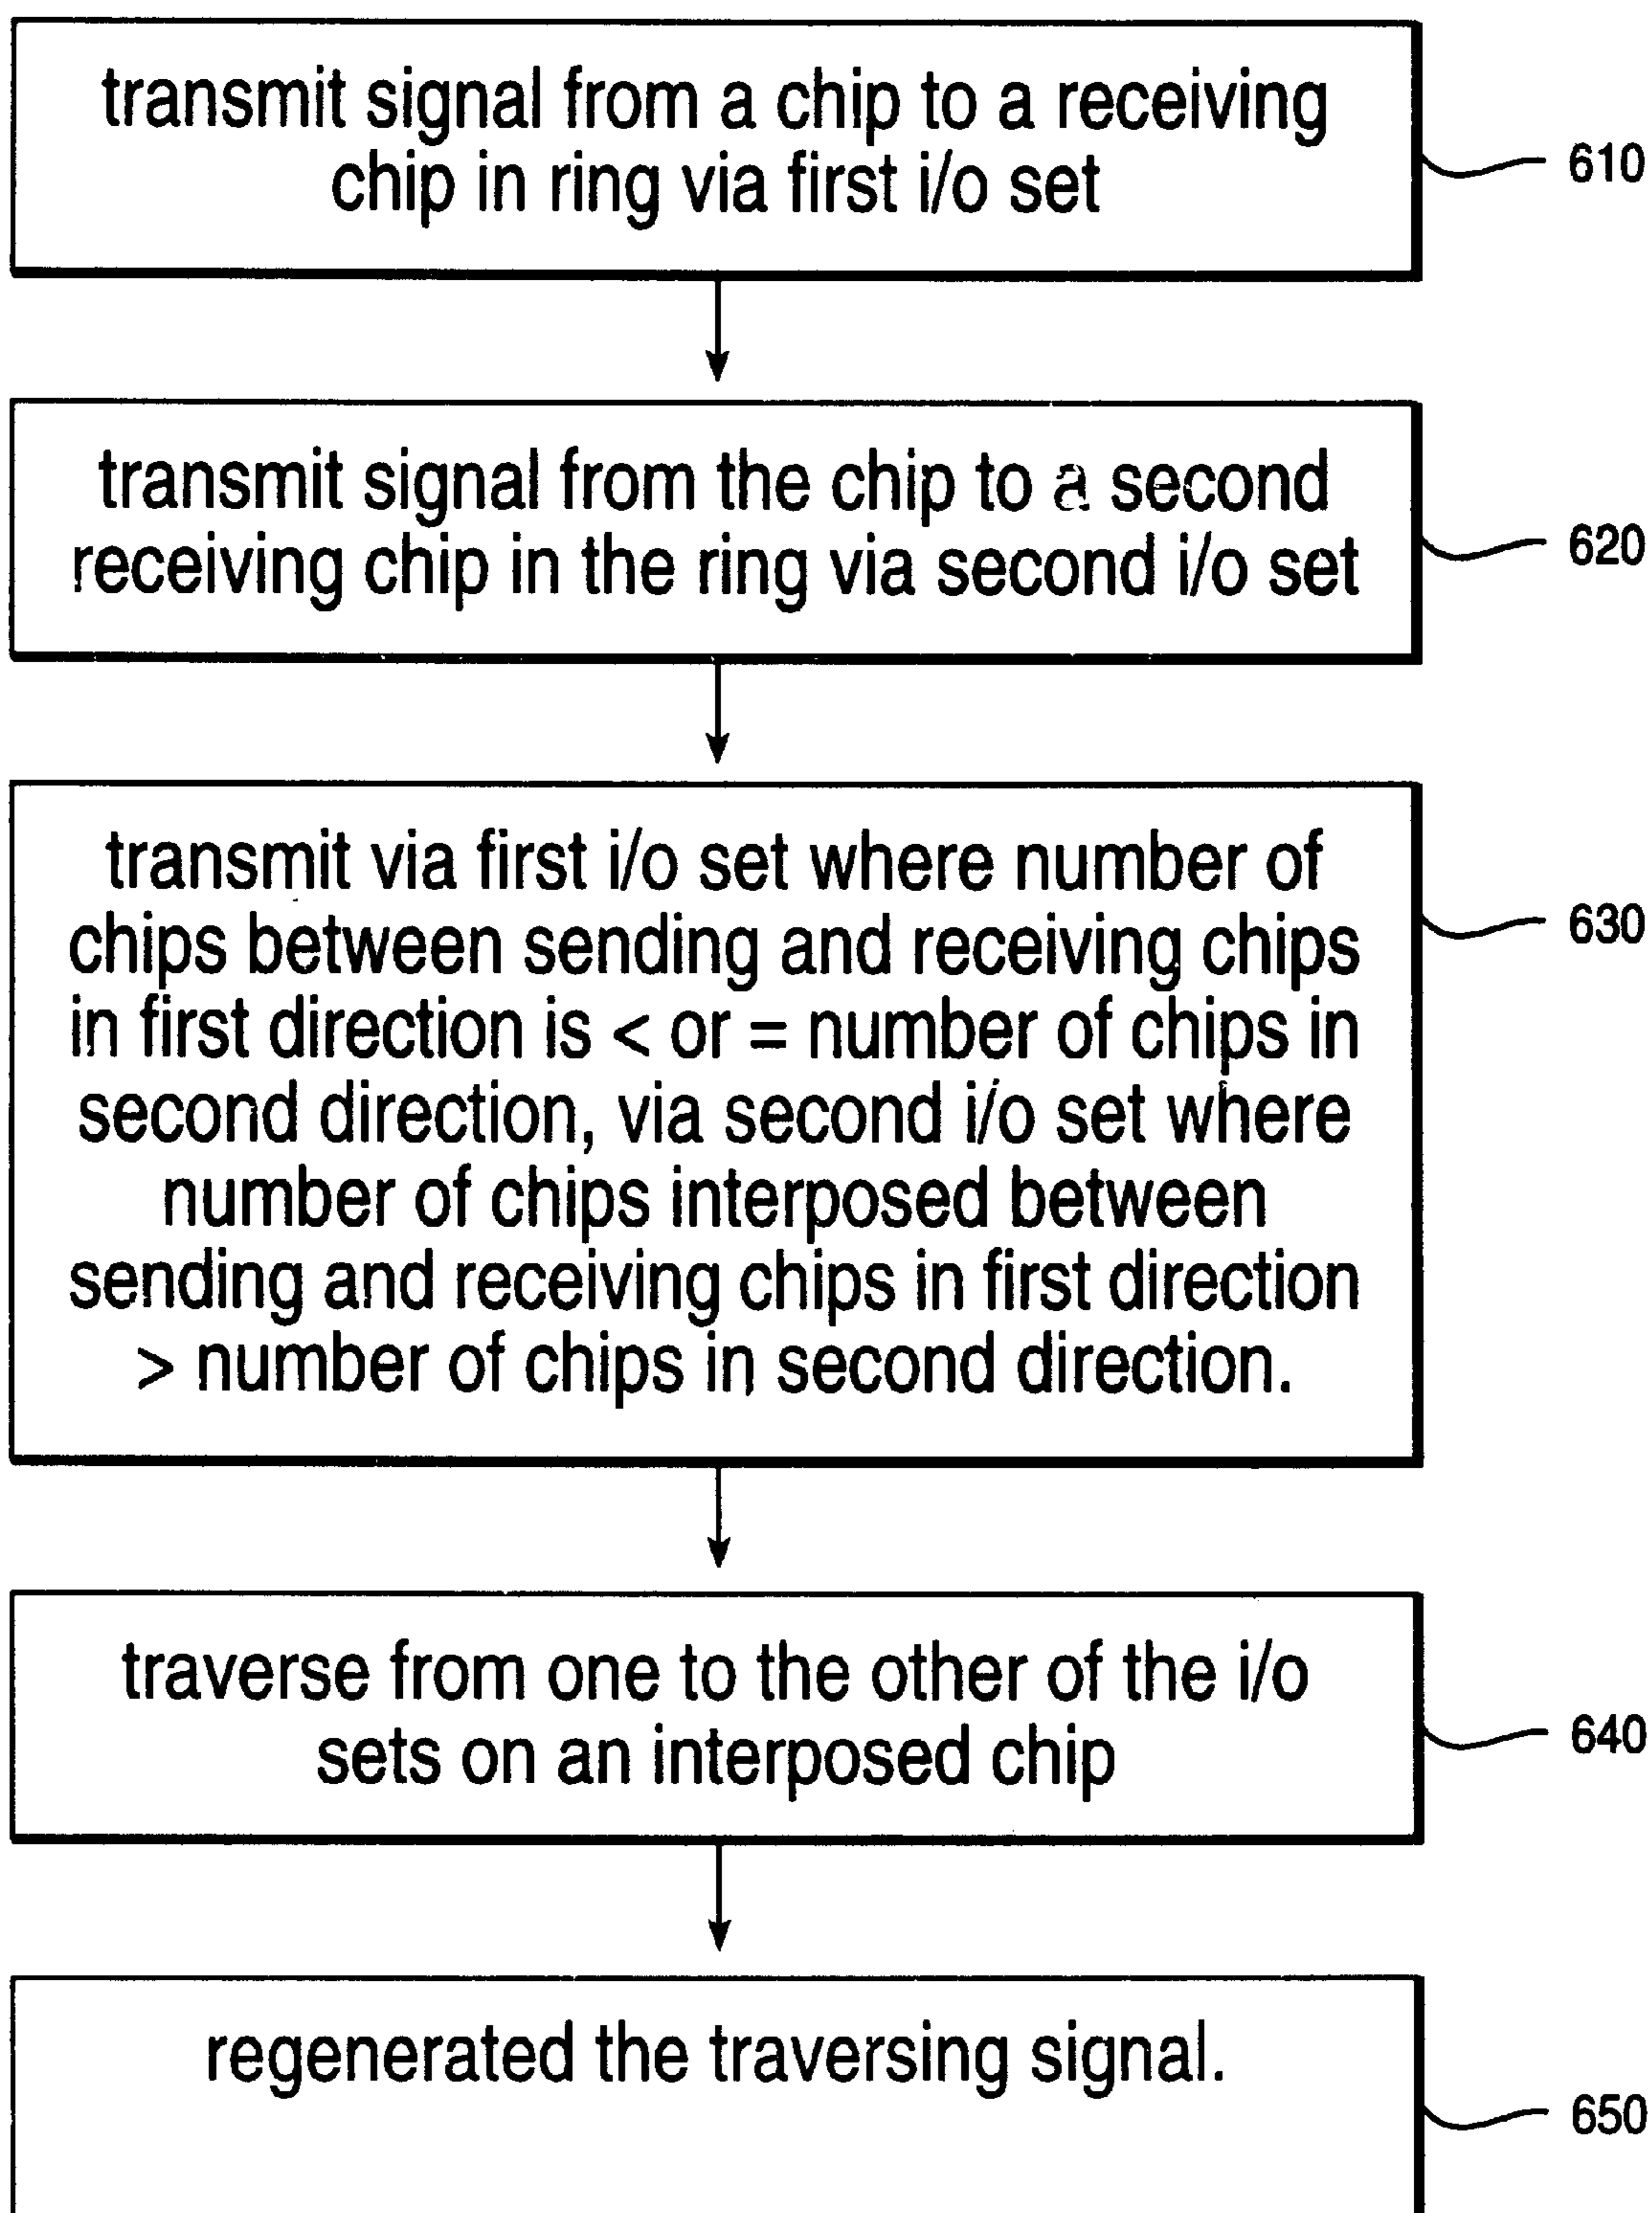 transmit signal from a chip to a receiving
chip in ring via first i/o set
610
transmit signal from the chip to a second
receiving chip in the ring via second i/o set
620
transmit via first i/o set where number of
chips between sending and receiving chips
in first direction is < or = number of chips in
second direction, via second i/o set where
number of chips interposed between
sending and receiving chips in first direction
> number of chips in second direction.
630
traverse from one to the other of the i/o
sets on an interposed chip
640
regenerated the traversing signal.
650